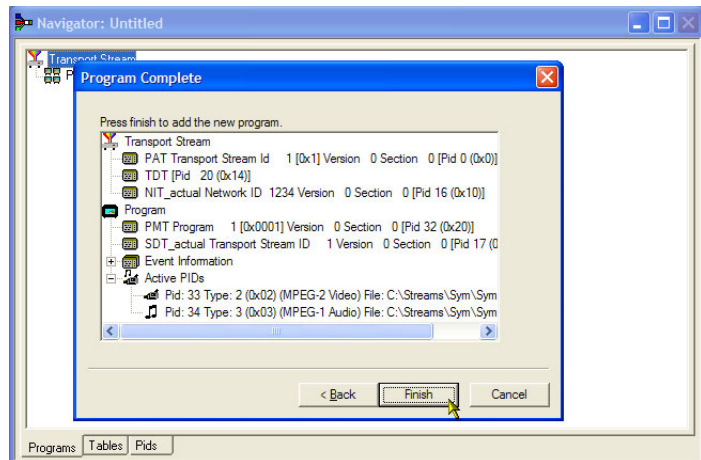 Navigator: Untitled
Transport Stream
P
Program Complete
Press finish to add the new program.
Transport Stream
PAT Transport Stream Id 1 [0x1] Version 0 Section 0 [Pid 0 (0x0)]
TDT [Pid 20 (0x14)]
NIT_actual Network ID 1234 Version 0 Section 0 [Pid 16 (0x10)]
Program
PMT Program 1 [0x0001] Version 0 Section 0 [Pid 32 (0x20)]
SDT_actual Transport Stream ID 1 Version 0 Section 0 [Pid 17 (0
Event Information
Active PIDs
Pid: 33 Type: 2 (0x02) (MPEG-2 Video) File: C:\Streams\Sym\Sym
Pid: 34 Type: 3 (0x03) (MPEG-1 Audio) File: C:\Streams\Sym\Sym
< Back Finish Cancel
Programs Tables Pids